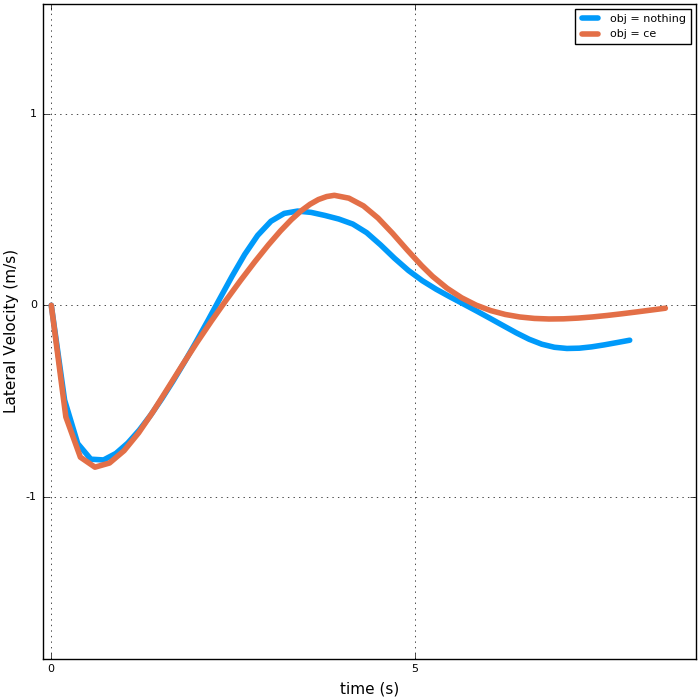 obj = nothing
obj = ce
1
0
-1
Lateral Velocity (m/s)
0
5
time (s)